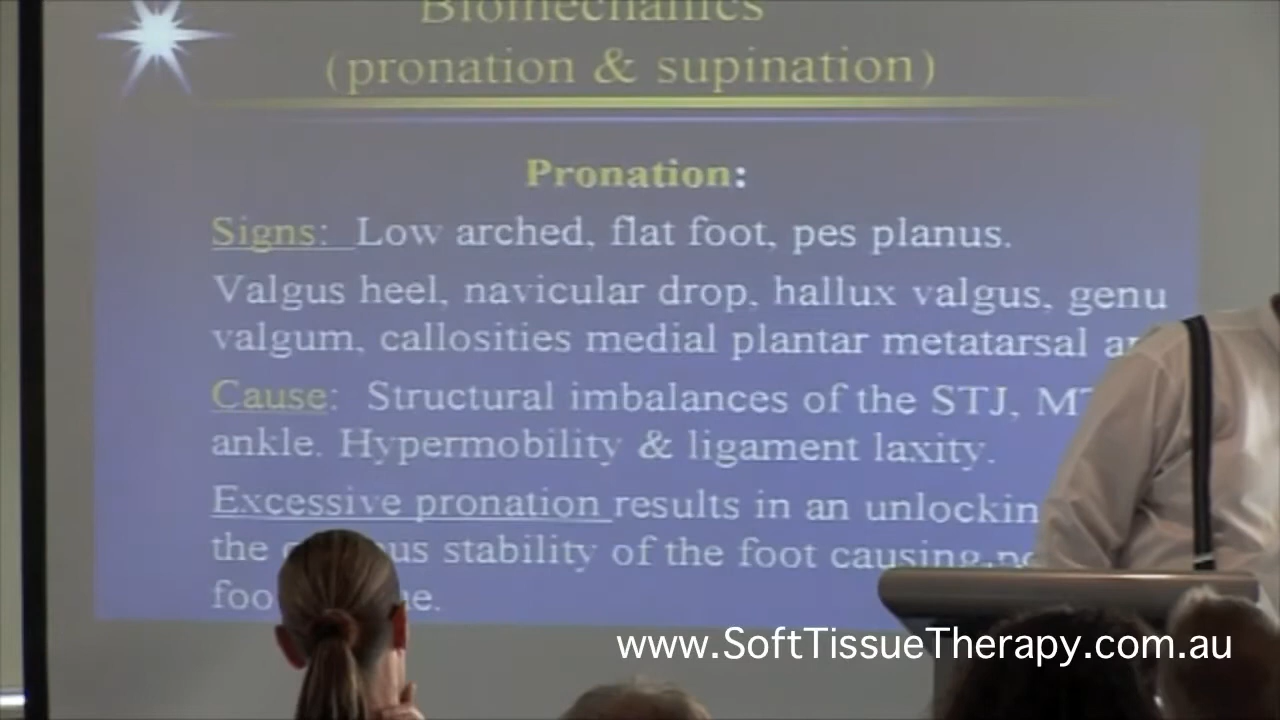 Biomechanics
(pronation & supination)
Pronation:
Signs: Low arched, flat foot, pes planus.
Valgus heel, navicular drop, hallux valgus, genu
valgum, callosities medial plantar metatarsal
Cause: Structural imbalances of the STJ,
ankle. Hypermobility & ligament laxity.
Excessive pronation results in an
the stability of the foot causing
www.SoftTissueTherapy.com.au